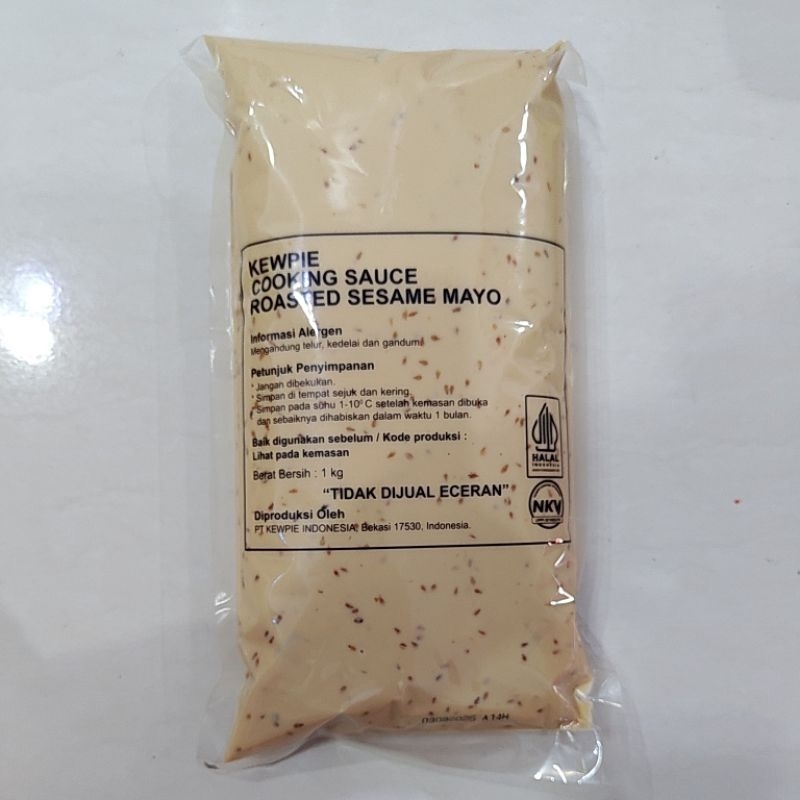 KEWPIE
COOKING SAUCE
ROASTED SESAME MAYO
Informasi Alergen
Mengandung telur, kedelai dan gandum.
Petunjuk Penyimpanan
* Jangan dibekukan.
* Simpan di tempat sejuk dan kering.
* Simpan pada suhu 1-10° C setelah kemasan dibuka
dan sebaiknya dihabiskan dalam waktu 1 bulan.
Baik digunakan sebelum / Kode produksi :
Lihat pada kemasan
Berat Bersih : 1 kg
"TIDAK DIJUAL ECERAN"
Diproduksi Oleh
PT KEWPIE INDONESIA, Bekasi 17530, Indonesia.
HALAL
INDONESIA
NKV
A14H